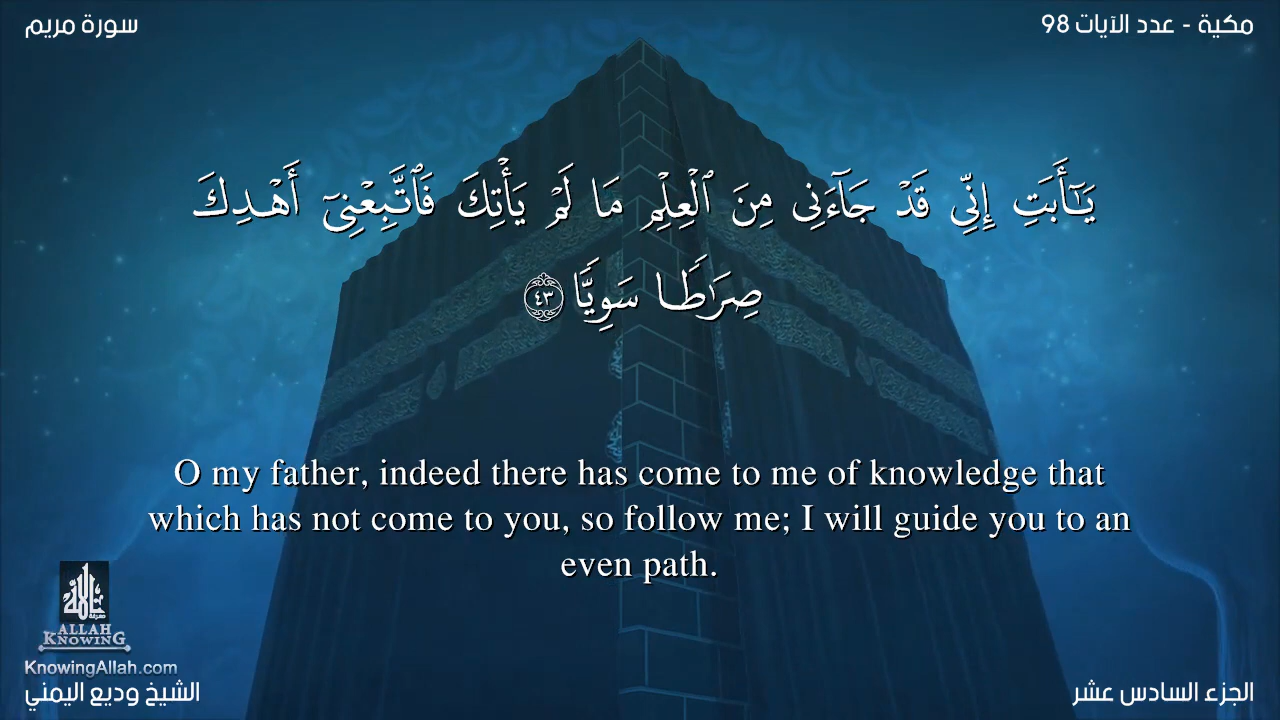 مكية - عدد الآيات 98
سورة مريم
يَـٰٓأَبَتِ إِنِّى قَدْ جَآءَنِى مِنَ ٱلْعِلْمِ مَا لَمْ يَأْتِكَ فَٱتَّبِعْنِىٓ أَهْدِكَ
صِرَٰطًا سَوِيًّا ٤٣
O my father, indeed there has come to me of knowledge that
which has not come to you, so follow me; I will guide you to an
even path.
معرفة الله
KNOWING
ALLAH
KnowingAllah.com
الجزء السادس عشر
الشيخ وديع اليمني